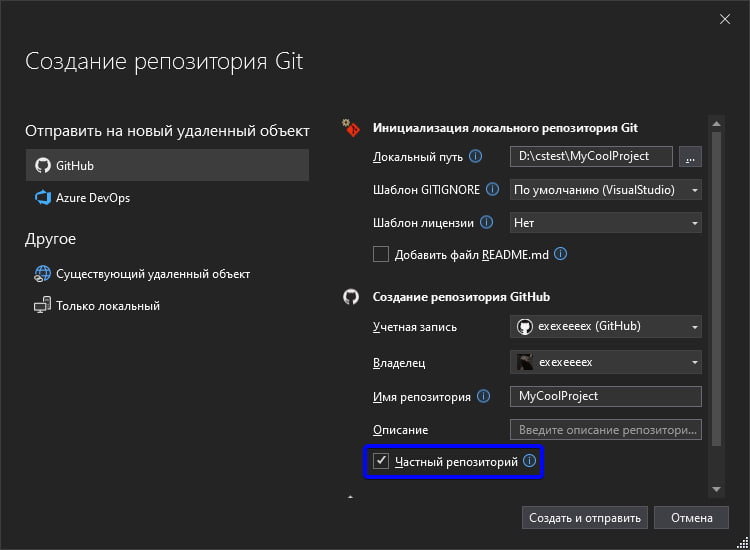 Создание репозитория Git
Отправить на новый удаленный объект
GitHub
Azure DevOps
Другое
Существующий удаленный объект
Только локальный
Инициализация локального репозитория Git
Локальный путь D:\cstest\MyCoolProject ...
Шаблон GITIGNORE По умолчанию (VisualStudio)
Шаблон лицензии Нет
Добавить файл README.md
Создание репозитория GitHub
Учетная запись exexeeeex (GitHub)
Владелец exexeeeex
Имя репозитория MyCoolProject
Описание Введите описание репозитори...
Частный репозиторий
Создать и отправить Отмена